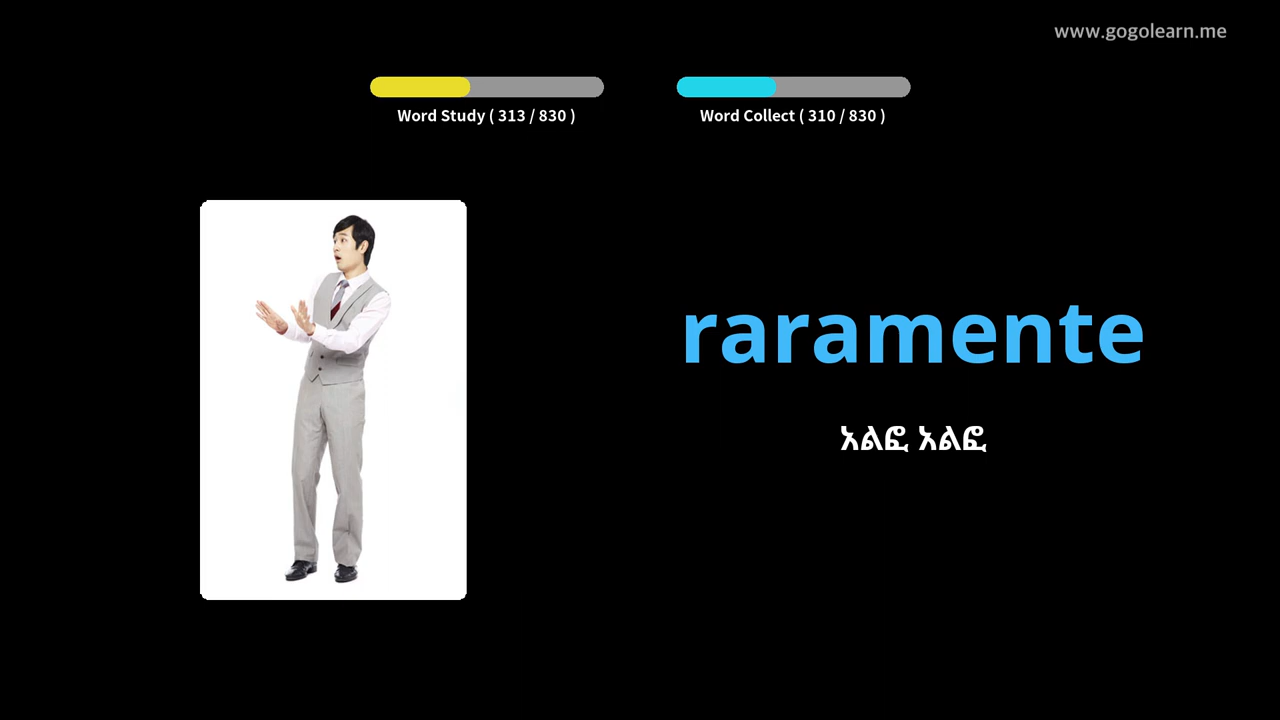 www.gogolearn.me
Word Study ( 313 / 830 )
Word Collect ( 310 / 830 )
raramente
አልፎ አልፎ